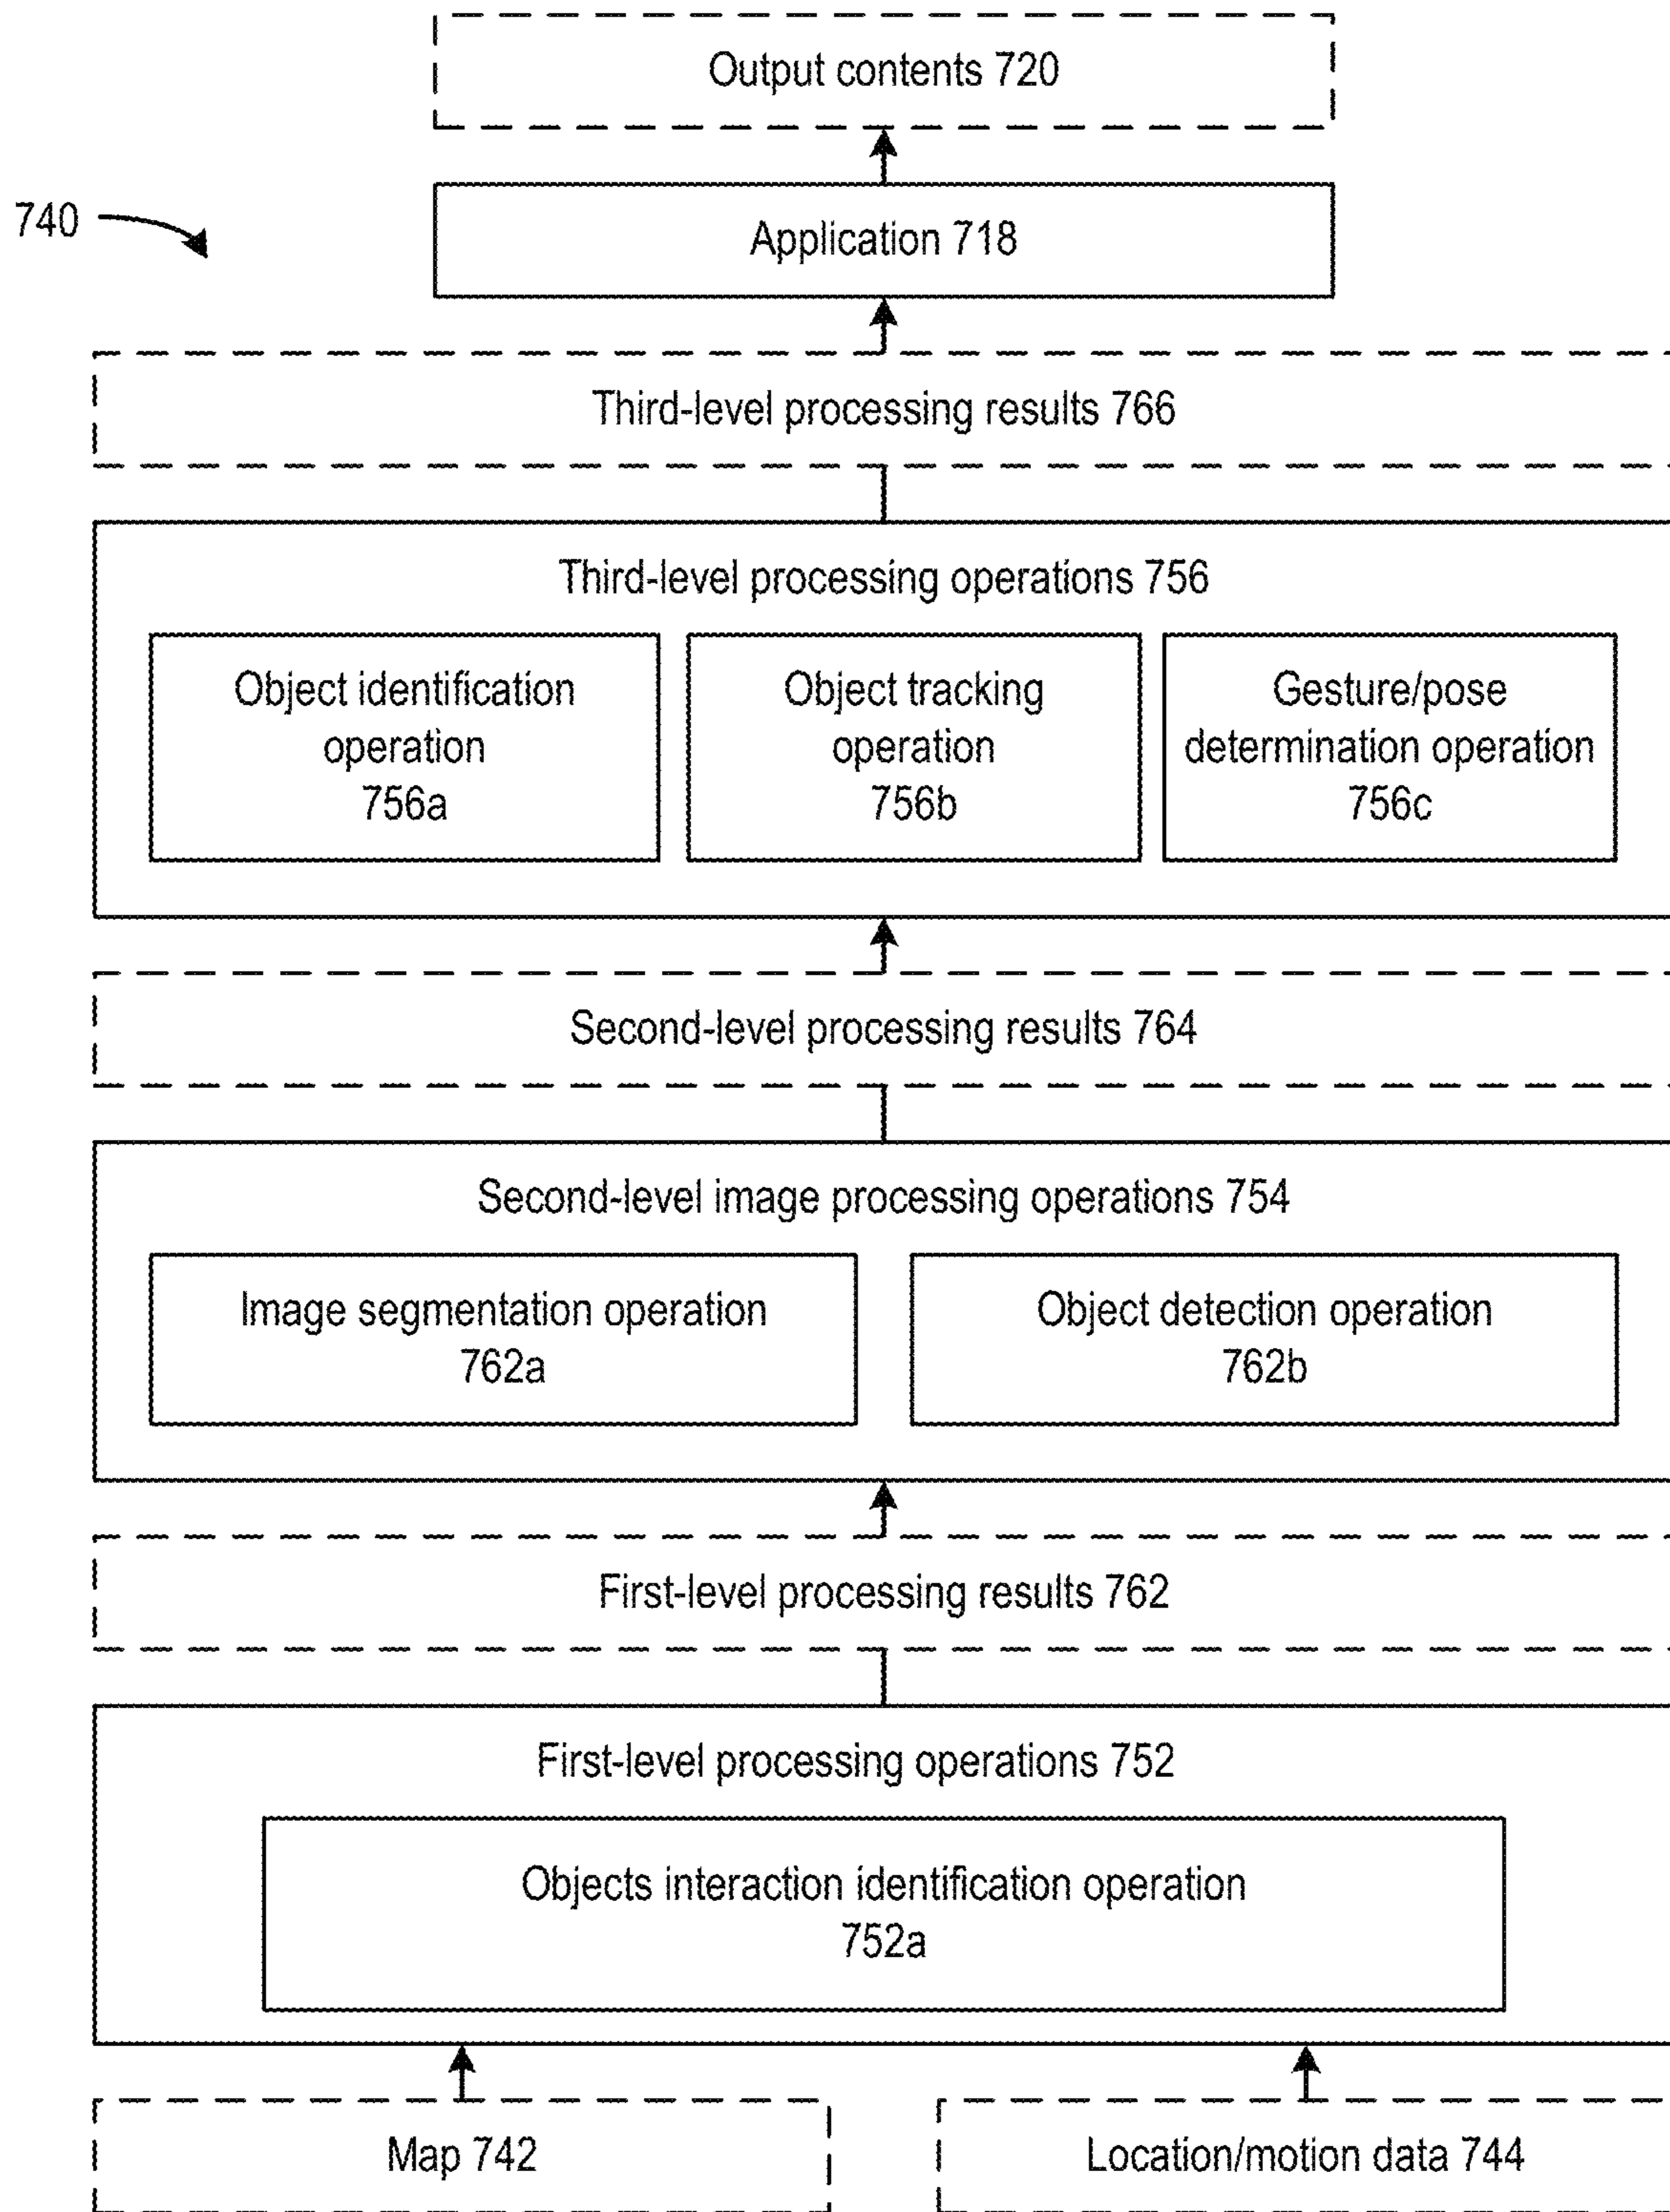 Output contents 720
740
Application 718
Third-level processing results 766
Third-level processing operations 756
Object identification
operation
756a
Object tracking
operation
756b
Gesture/pose
determination operation
756c
Second-level processing results 764
Second-level image processing operations 754
Image segmentation operation
762a
Object detection operation
762b
First-level processing results 762
First-level processing operations 752
Objects interaction identification operation
752a
Map 742
Location/motion data 744